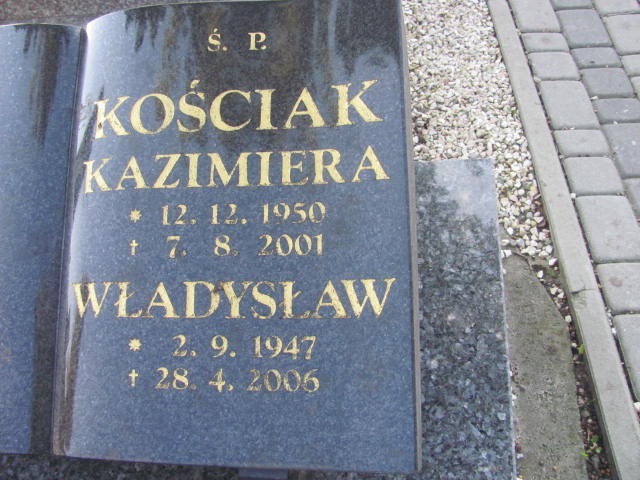 Ś. P.
KOŚCIAK
KAZIMIERA
* 12. 12. 1950
† 7. 8. 2001
WŁADYSŁAW
* 2. 9. 1947
† 28. 4. 2006